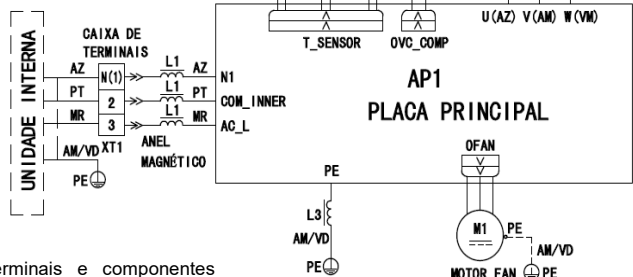 U(AZ) V(AM) W(VM)
T_SENSOR
OVC_COMP
CAIXA DE
TERMINAIS
UNIDADE INTERNA
AZ N(1) L1 AZ N1
PT 2 L1 PT COM_INNER
MR 3 L1 MR AC_L
AM/VD XT1
ANEL
MAGNÉTICO
PE
AP1
PLACA PRINCIPAL
OFAN
PE
L3
AM/VD
PE
M1
PE
AM/VD
MOTOR FAN PE
erminais e componentes